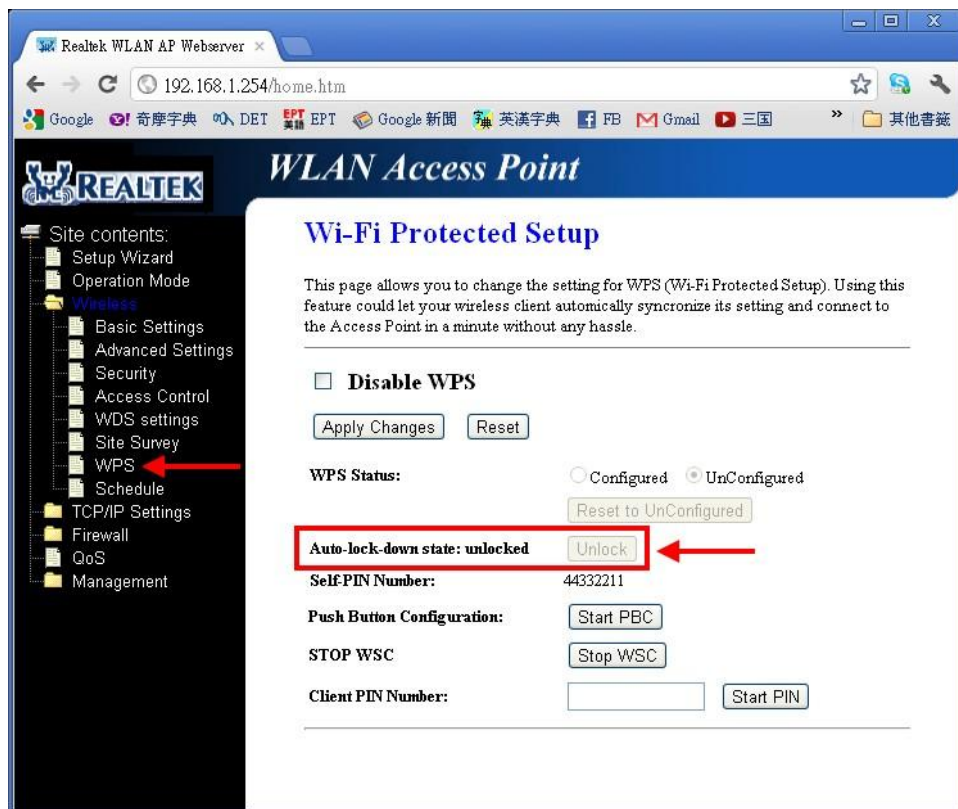 Realtek WLAN AP Webserver
192.168.1.254/home.htm
Google 奇摩字典 DET EPT 英語 EPT Google 新聞 英漢字典 FB Gmail 三国 » 其他書籤
REALTEK
WLAN Access Point
Site contents:
Setup Wizard
Operation Mode
Wireless
Basic Settings
Advanced Settings
Security
Access Control
WDS settings
Site Survey
WPS
Schedule
TCP/IP Settings
Firewall
QoS
Management
Wi-Fi Protected Setup
This page allows you to change the setting for WPS (Wi-Fi Protected Setup). Using this
feature could let your wireless client automically syncronize its setting and connect to
the Access Point in a minute without any hassle.
Disable WPS
Apply Changes Reset
WPS Status: Configured UnConfigured
Reset to UnConfigured
Auto-lock-down state: unlocked Unlock
Self-PIN Number: 44332211
Push Button Configuration: Start PBC
STOP WSC Stop WSC
Client PIN Number: Start PIN